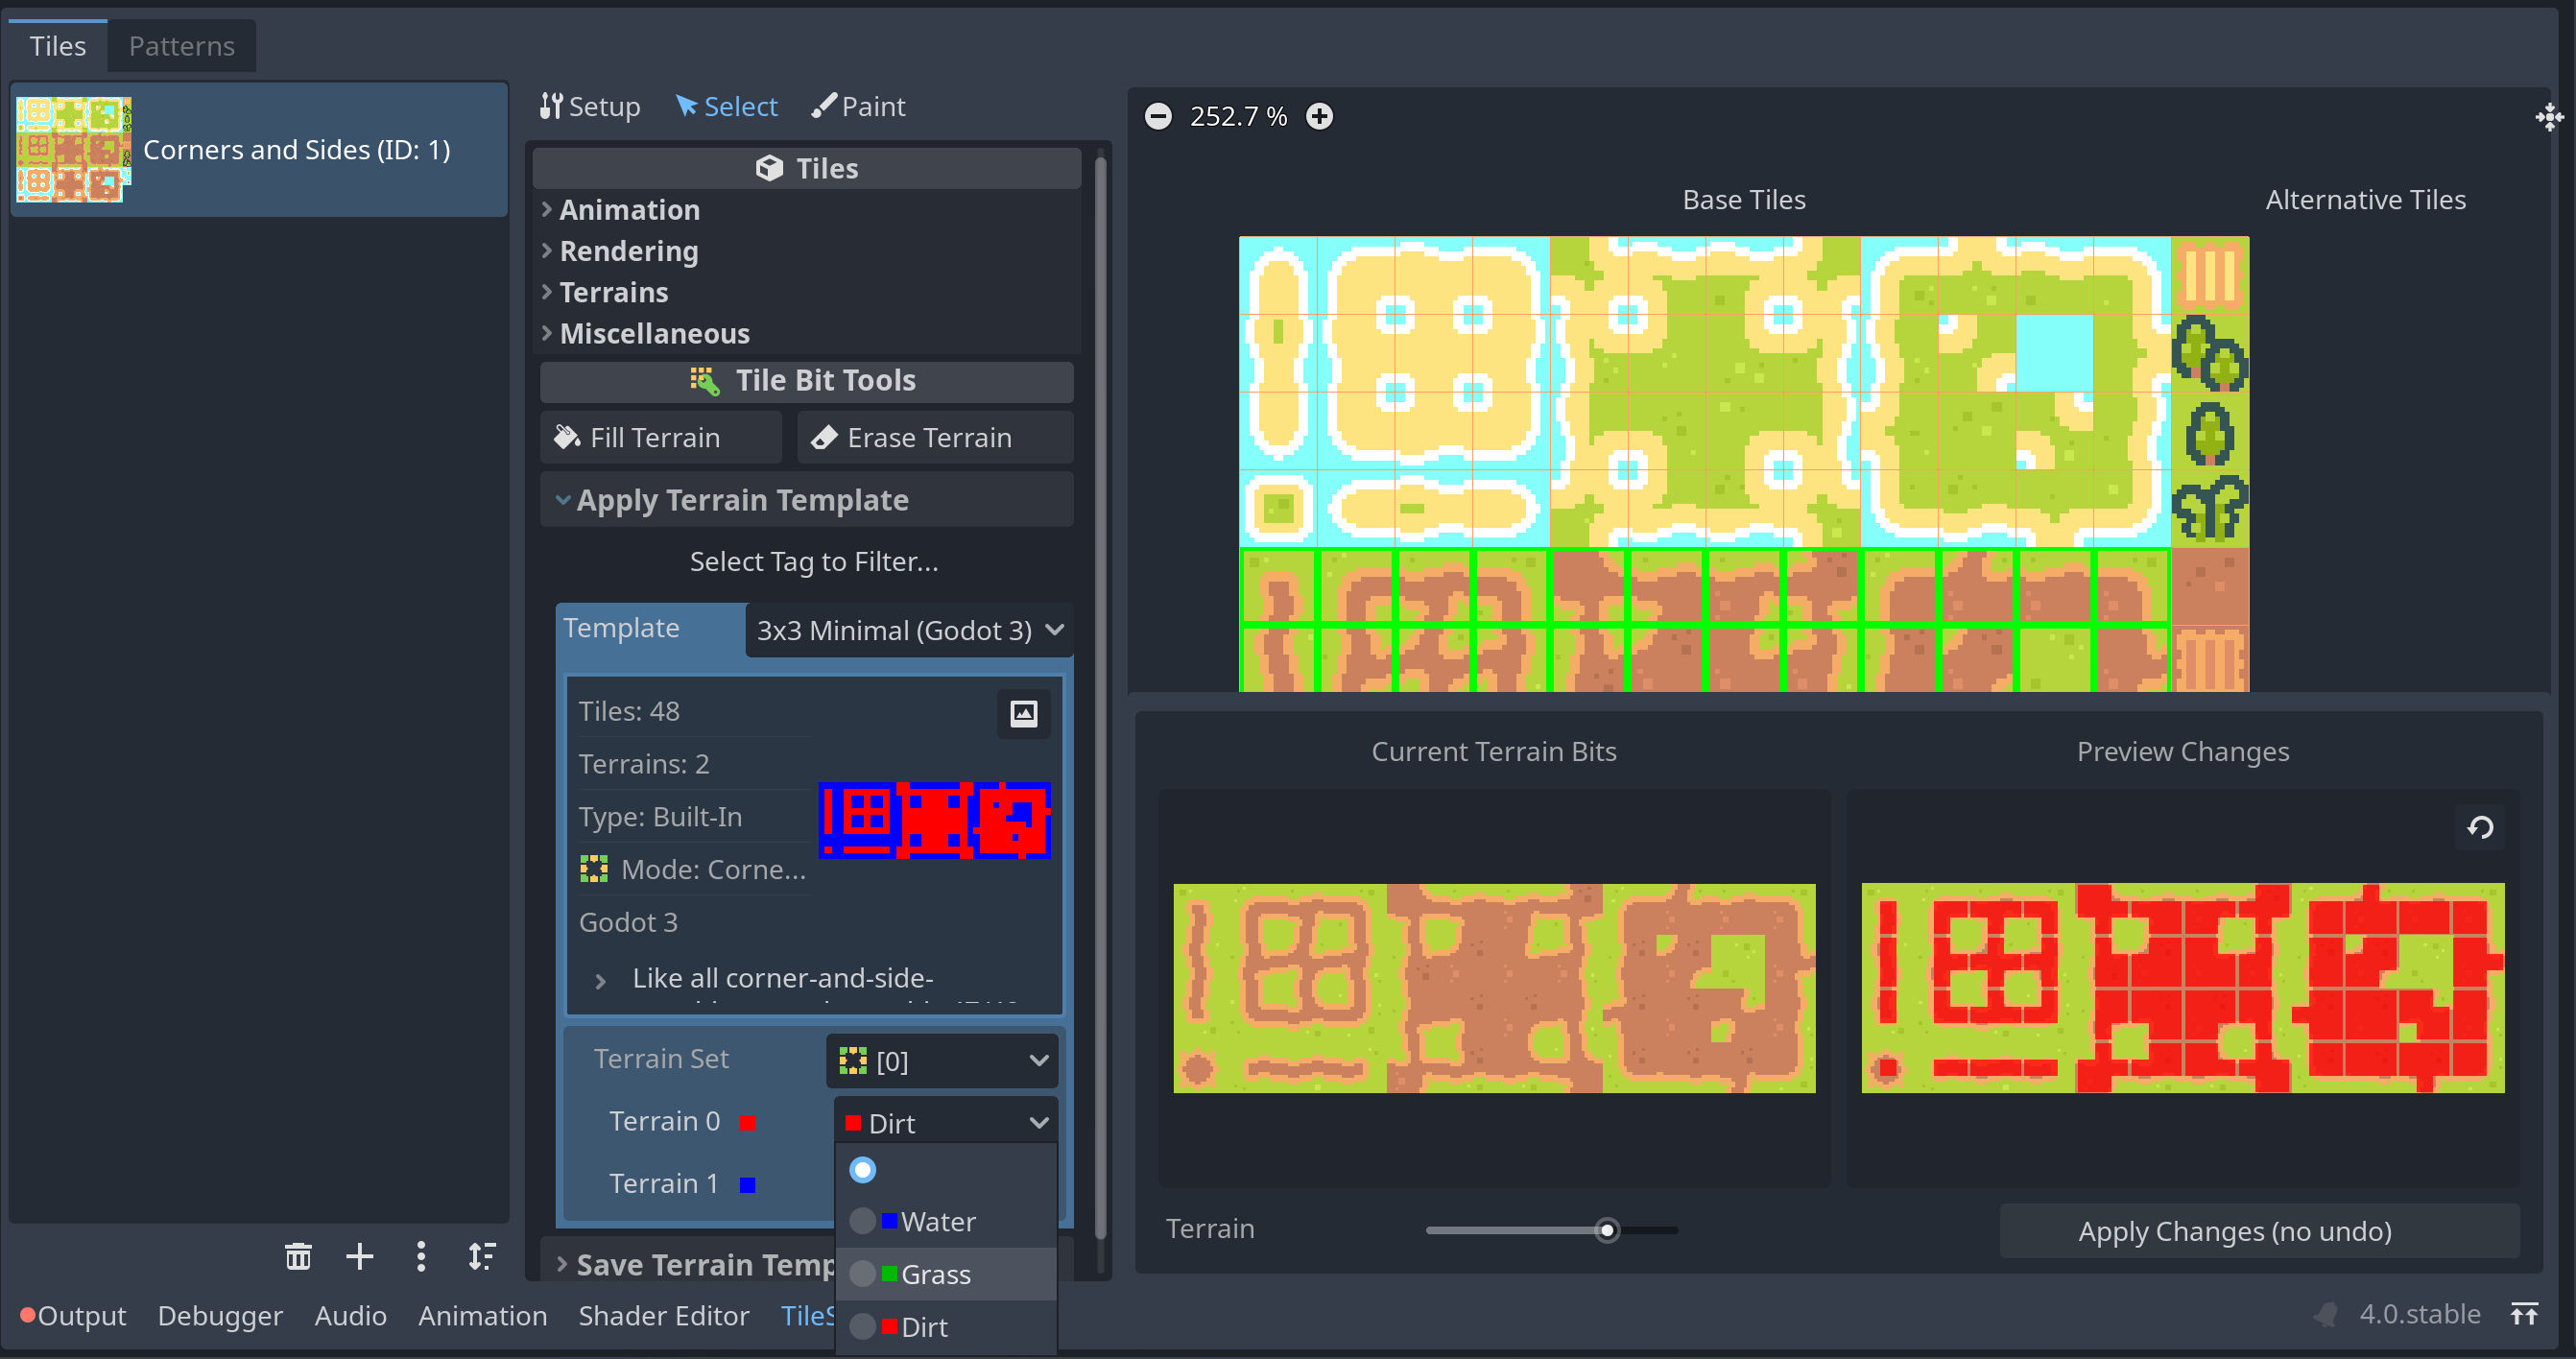 Tiles
Patterns
Corners and Sides (ID: 1)
Setup
Select
Paint
Tiles
Animation
Rendering
Terrains
Miscellaneous
Tile Bit Tools
Fill Terrain
Erase Terrain
Apply Terrain Template
Select Tag to Filter...
Template
3x3 Minimal (Godot 3)
Tiles: 48
Terrains: 2
Type: Built-In
Mode: Corne...
Godot 3
Like all corner-and-side-
Terrain Set
[0]
Terrain 0
Dirt
Terrain 1
Water
Grass
Dirt
Save Terrain Temp
252.7 %
Base Tiles
Alternative Tiles
Current Terrain Bits
Preview Changes
Terrain
Apply Changes (no undo)
Output
Debugger
Audio
Animation
Shader Editor
TileS
4.0.stable